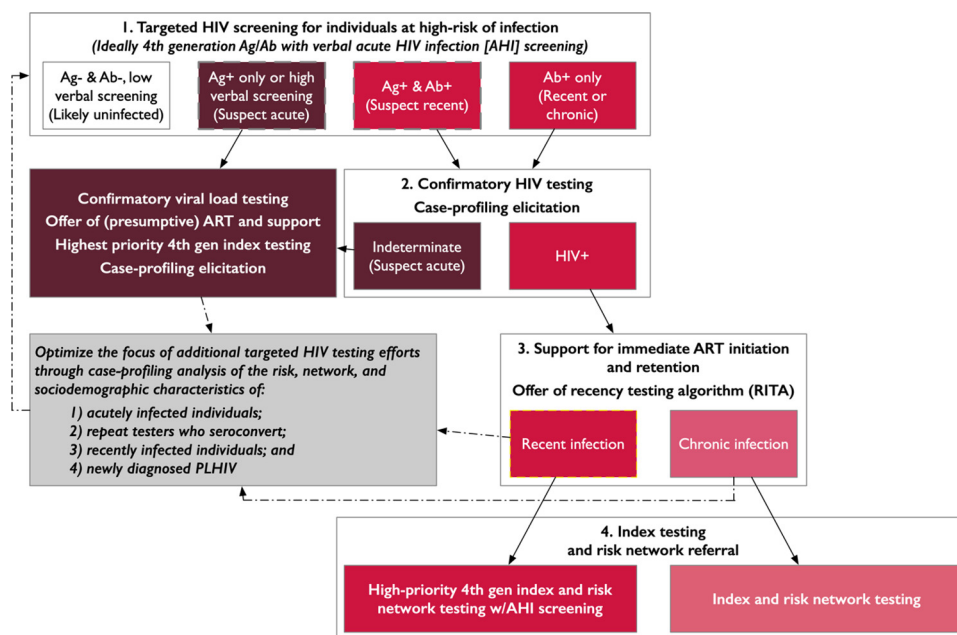 1. Targeted HIV screening for individuals at high-risk of infection
(Ideally 4th generation Ag/Ab with verbal acute HIV infection [AHI] screening)
Ag- & Ab-, low
verbal screening
(Likely uninfected)
Ag+ only or high
verbal screening
(Suspect acute)
Ag+ & Ab+
(Suspect recent)
Ab+ only
(Recent or
chronic)
Confirmatory viral load testing
Offer of (presumptive) ART and support
Highest priority 4th gen index testing
Case-profiling elicitation
2. Confirmatory HIV testing
Case-profiling elicitation
Indeterminate
(Suspect acute)
HIV+
Optimize the focus of additional targeted HIV testing efforts
through case-profiling analysis of the risk, network, and
sociodemographic characteristics of:
1) acutely infected individuals;
2) repeat testers who seroconvert;
3) recently infected individuals; and
4) newly diagnosed PLHIV
3. Support for immediate ART initiation
and retention
Offer of recency testing algorithm (RITA)
Recent infection
Chronic infection
4. Index testing
and risk network referral
High-priority 4th gen index and risk
network testing w/AHI screening
Index and risk network testing